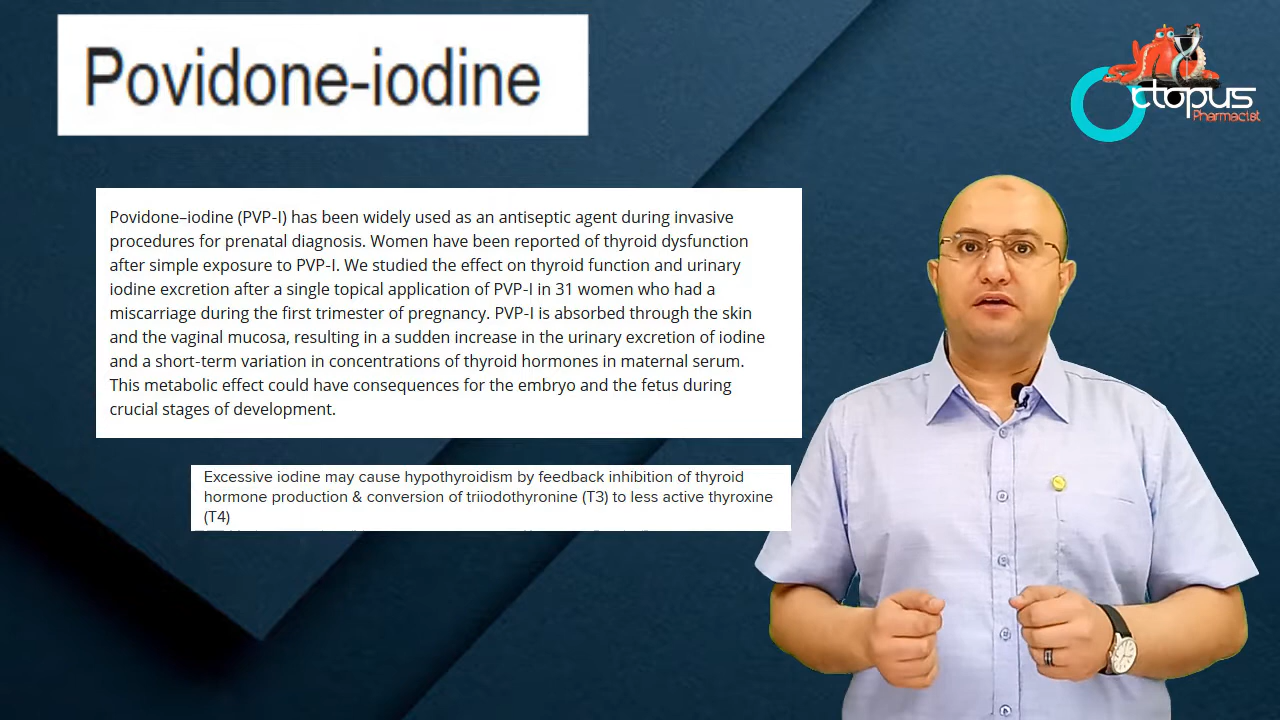 Povidone-iodine
ctopus
Pharmacist
Povidone–iodine (PVP-I) has been widely used as an antiseptic agent during invasive
procedures for prenatal diagnosis. Women have been reported of thyroid dysfunction
after simple exposure to PVP-I. We studied the effect on thyroid function and urinary
iodine excretion after a single topical application of PVP-I in 31 women who had a
miscarriage during the first trimester of pregnancy. PVP-I is absorbed through the skin
and the vaginal mucosa, resulting in a sudden increase in the urinary excretion of iodine
and a short-term variation in concentrations of thyroid hormones in maternal serum.
This metabolic effect could have consequences for the embryo and the fetus during
crucial stages of development.
Excessive iodine may cause hypothyroidism by feedback inhibition of thyroid
hormone production & conversion of triiodothyronine (T3) to less active thyroxine
(T4)